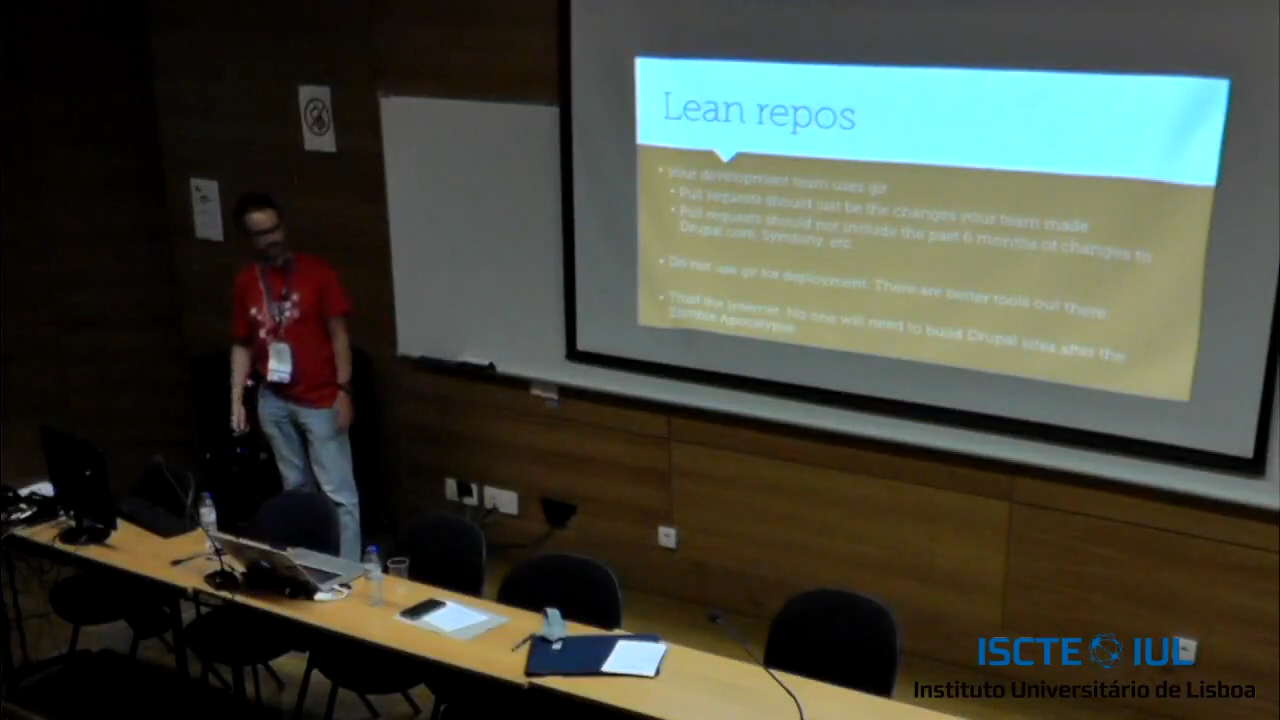 Lean repos
• Your development team uses git
• Pull requests should just be the changes your team made
• Pull requests should not include the past 6 months of changes to
Drupal core, Symfony, etc.
• Do not use git for deployment. There are better tools out there
• Trust the Internet. No one will need to build Drupal sites after the
Zombie Apocalypse
ISCTE IUL
Instituto Universitário de Lisboa